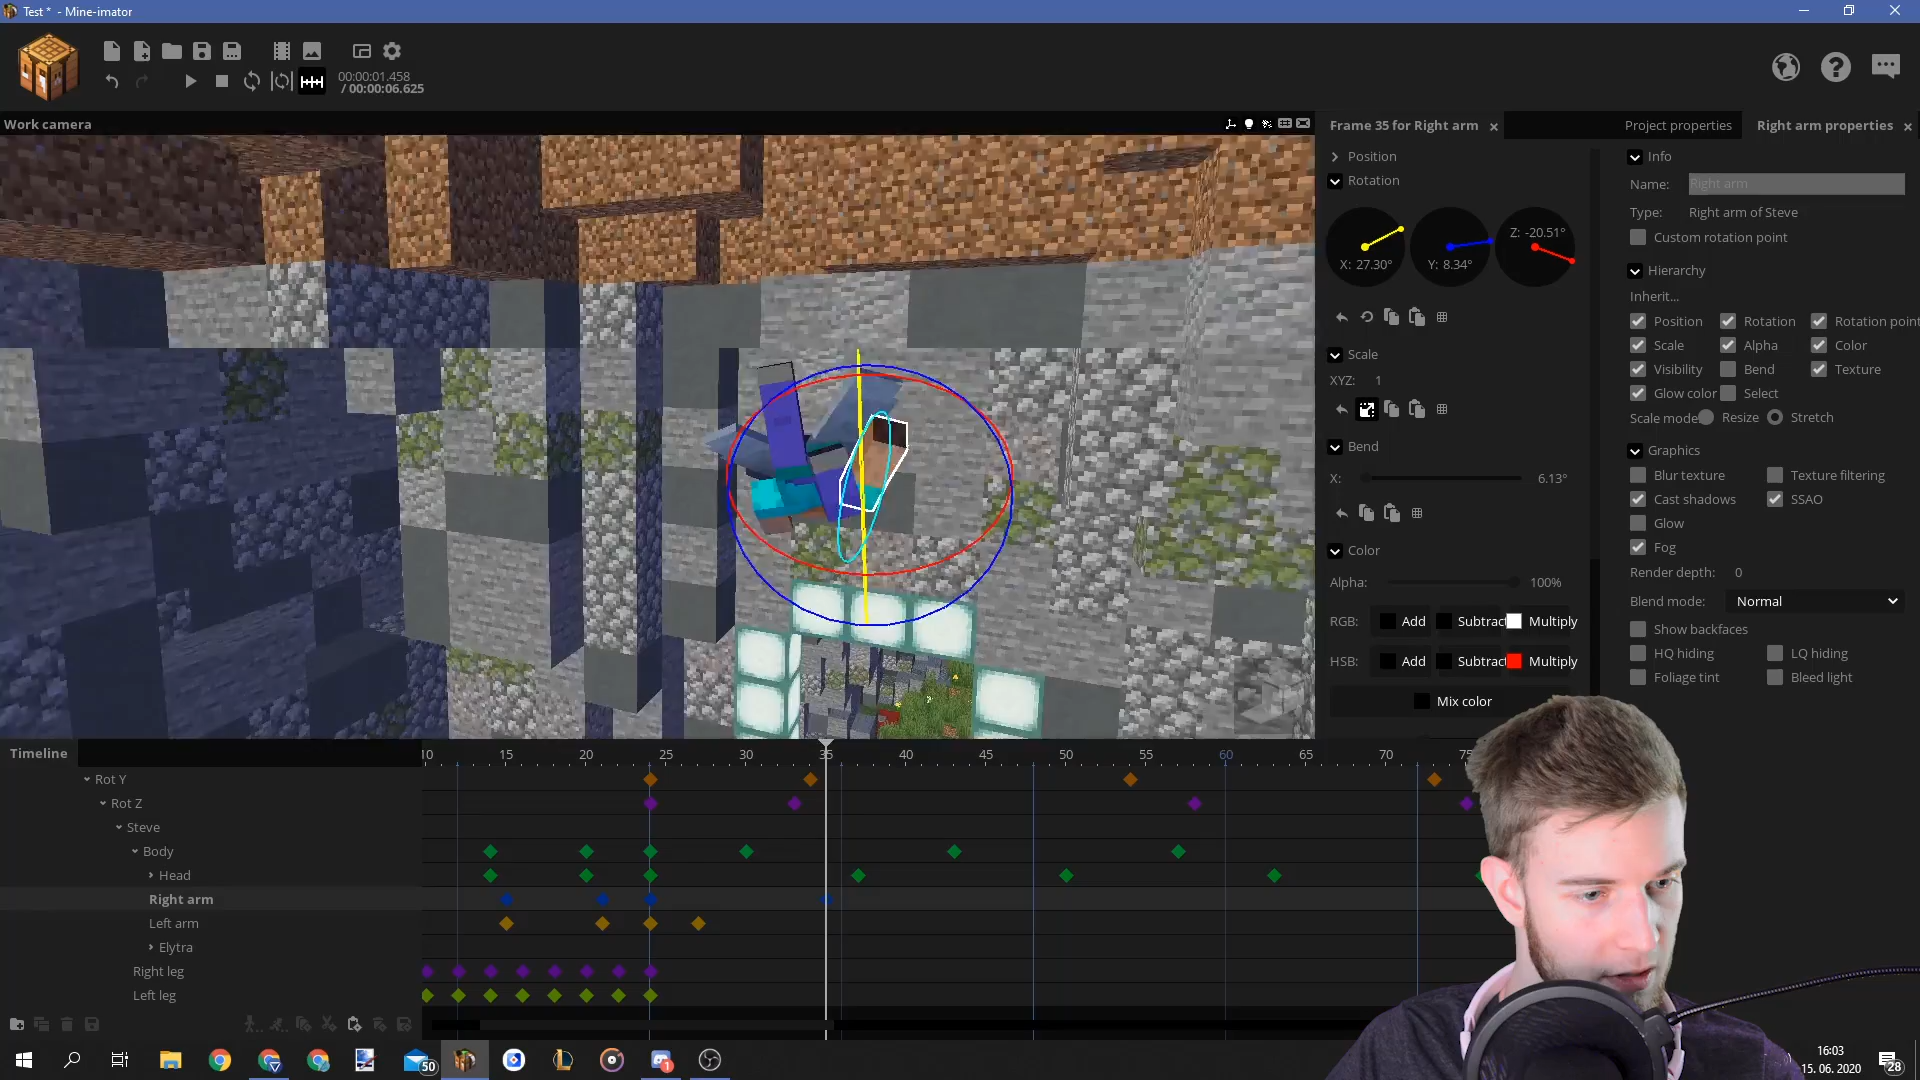 Test * - Mine-imator
00:00:01.458
/ 00:00:06.625
Work camera
Frame 35 for Right arm
Project properties
Right arm properties
Position
Rotation
X: 27.30°
Y: 8.34°
Z: -20.51°
Scale
XYZ: 1
Bend
X: 6.13°
Color
Alpha: 100%
RGB: Add Subtract Multiply
HSB: Add Subtract Multiply
Mix color
Info
Name: Right arm
Type: Right arm of Steve
Custom rotation point
Hierarchy
Inherit...
Position Rotation Rotation point
Scale Alpha Color
Visibility Bend Texture
Glow color Select
Scale mode Resize Stretch
Graphics
Blur texture Texture filtering
Cast shadows SSAO
Glow
Fog
Render depth: 0
Blend mode: Normal
Show backfaces
HQ hiding LQ hiding
Foliage tint Bleed light
Timeline
10 15 20 25 30 35 40 45 50 55 60 65 70 75
Rot Y
Rot Z
Steve
Body
Head
Right arm
Left arm
Elytra
Right leg
Left leg
50
1
16:03
15. 06. 2020
28